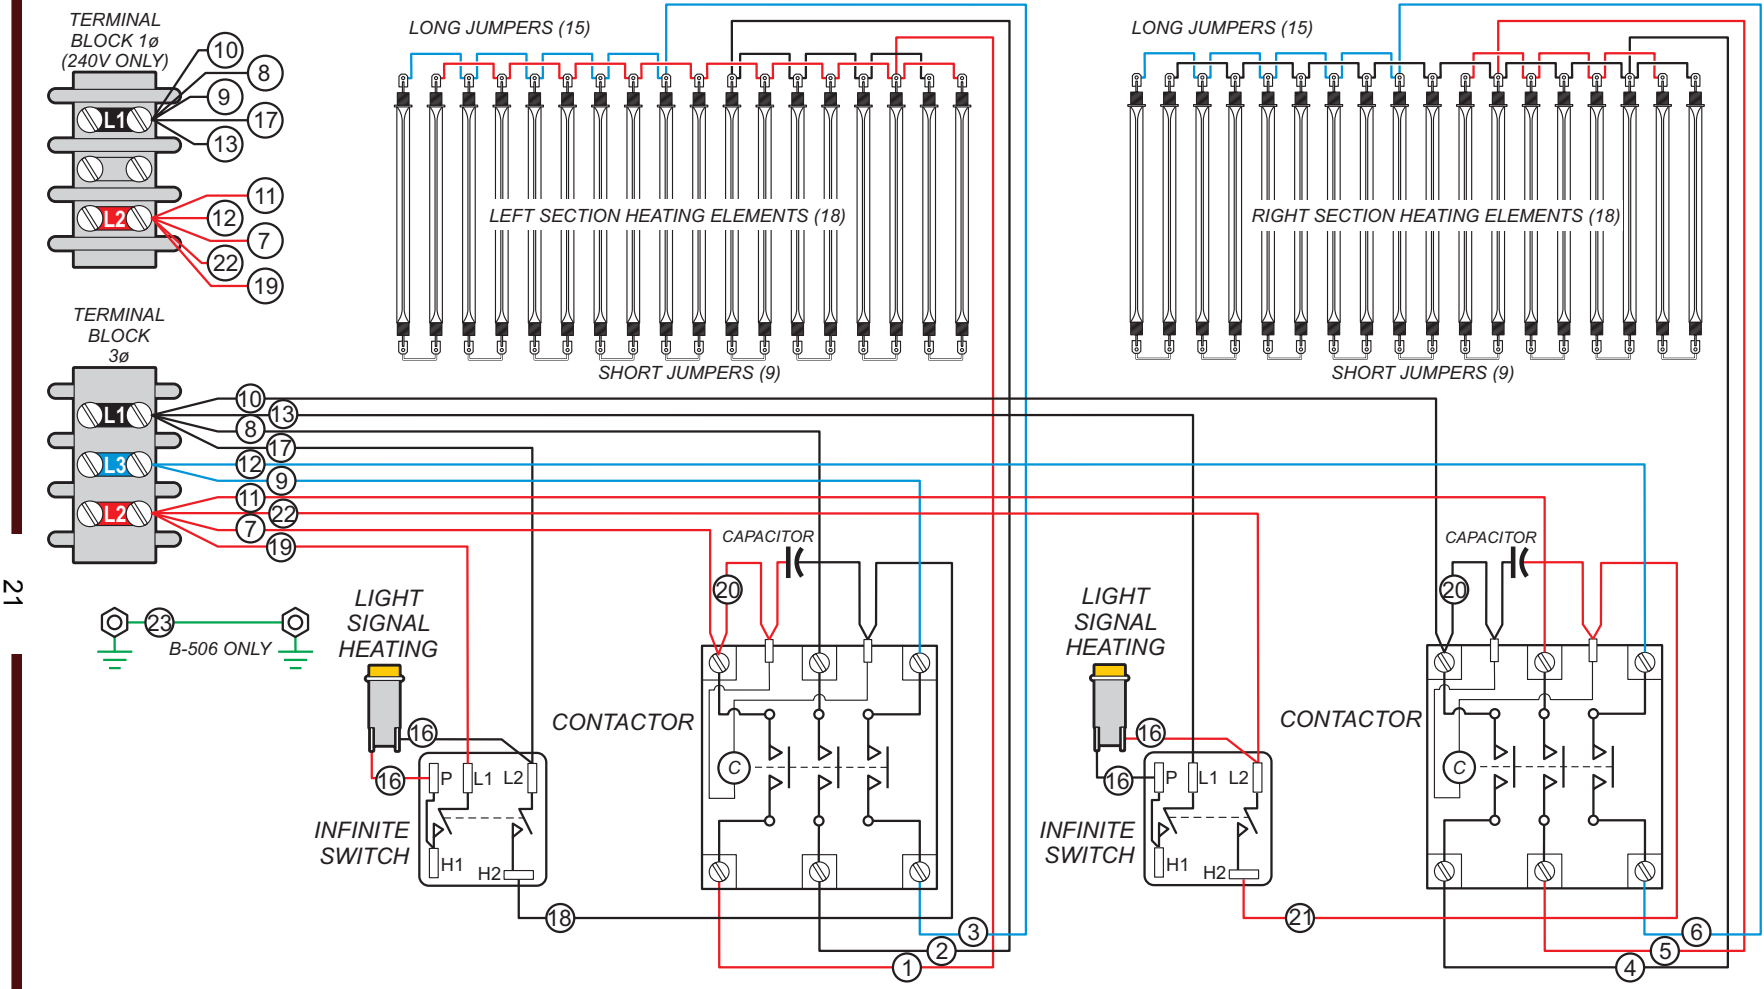 TERMINAL
BLOCK 1ø
(240V ONLY)
10
8
9
L1
17
13
11
L2
12
7
22
19
TERMINAL
BLOCK
3ø
L1
10
13
8
17
L3
12
9
11
L2
22
7
19
21
23
B-506 ONLY
LONG JUMPERS (15)
LEFT SECTION HEATING ELEMENTS (18)
SHORT JUMPERS (9)
LONG JUMPERS (15)
RIGHT SECTION HEATING ELEMENTS (18)
SHORT JUMPERS (9)
LIGHT
SIGNAL
HEATING
16
16
P
L1
L2
INFINITE
SWITCH
H1
H2
18
CAPACITOR
20
CONTACTOR
C
3
2
1
LIGHT
SIGNAL
HEATING
16
16
P
L1
L2
INFINITE
SWITCH
H1
H2
21
CAPACITOR
20
CONTACTOR
C
6
5
4